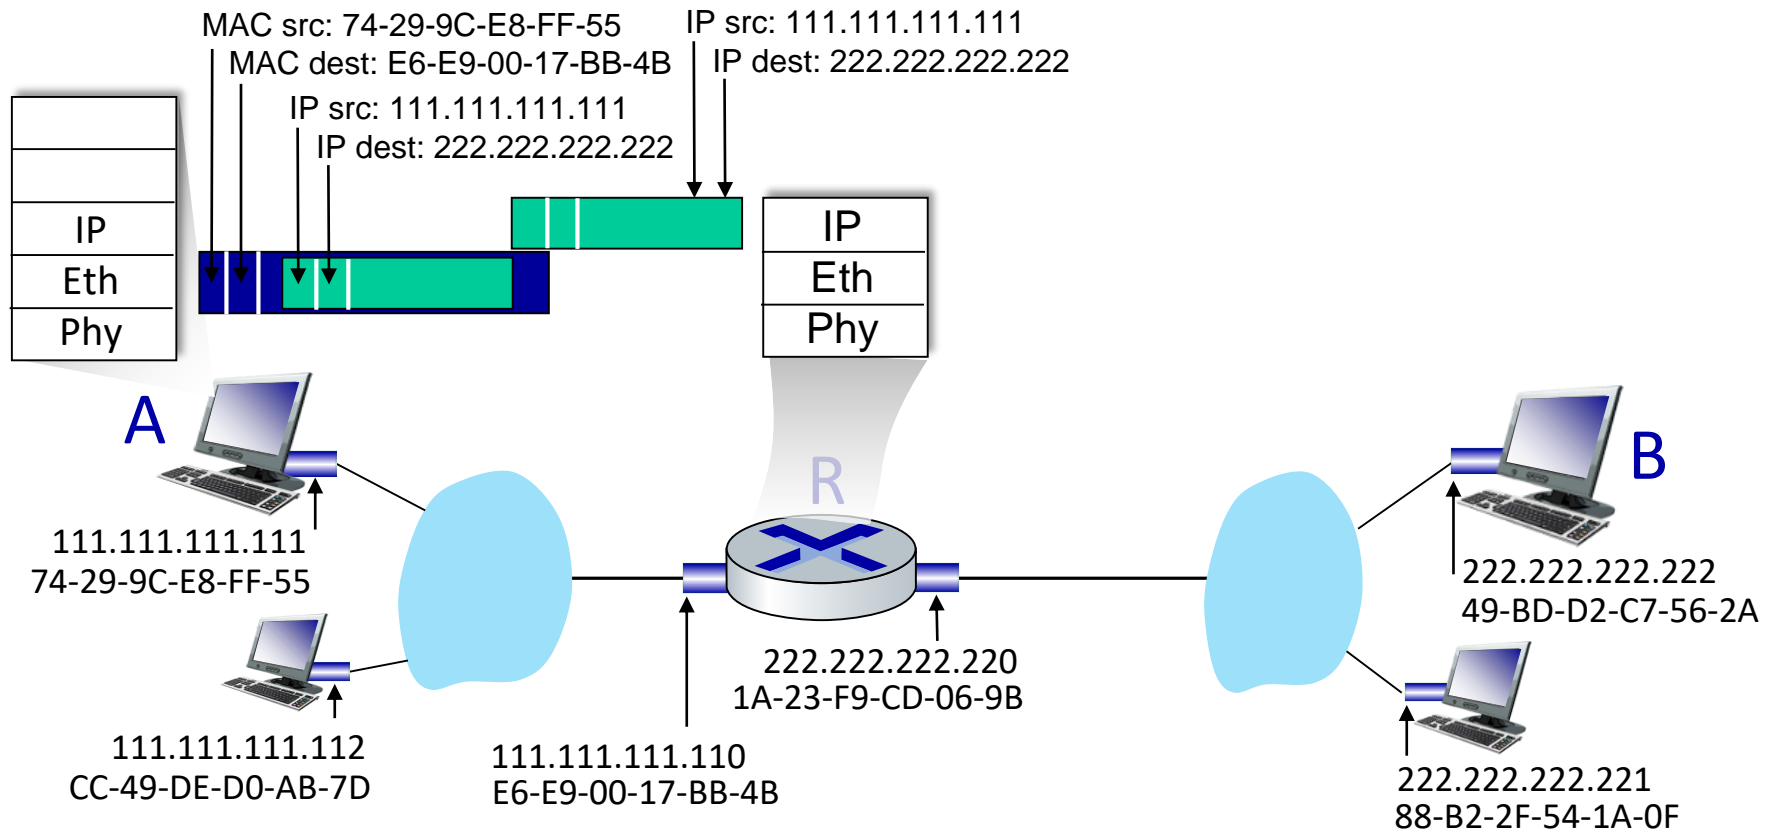 MAC src: 74-29-9C-E8-FF-55
MAC dest: E6-E9-00-17-BB-4B
IP src: 111.111.111.111
IP dest: 222.222.222.222
IP src: 111.111.111.111
IP dest: 222.222.222.222
IP
Eth
Phy
IP
Eth
Phy
A
R
B
111.111.111.111
74-29-9C-E8-FF-55
222.222.222.222
49-BD-D2-C7-56-2A
222.222.222.220
1A-23-F9-CD-06-9B
111.111.111.112
CC-49-DE-D0-AB-7D
111.111.111.110
E6-E9-00-17-BB-4B
222.222.222.221
88-B2-2F-54-1A-0F